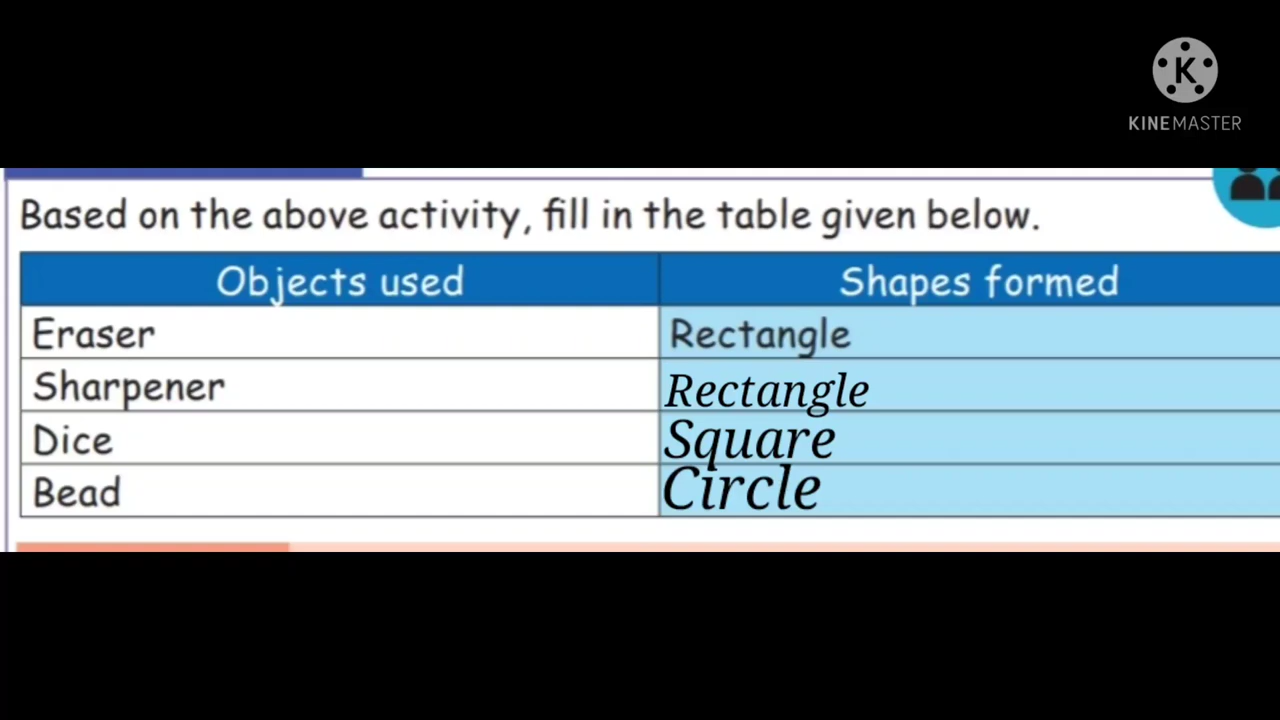 K
KINEMASTER
Based on the above activity, fill in the table given below.
Objects used Shapes formed
Eraser Rectangle
Sharpener Rectangle
Dice Square
Bead Circle